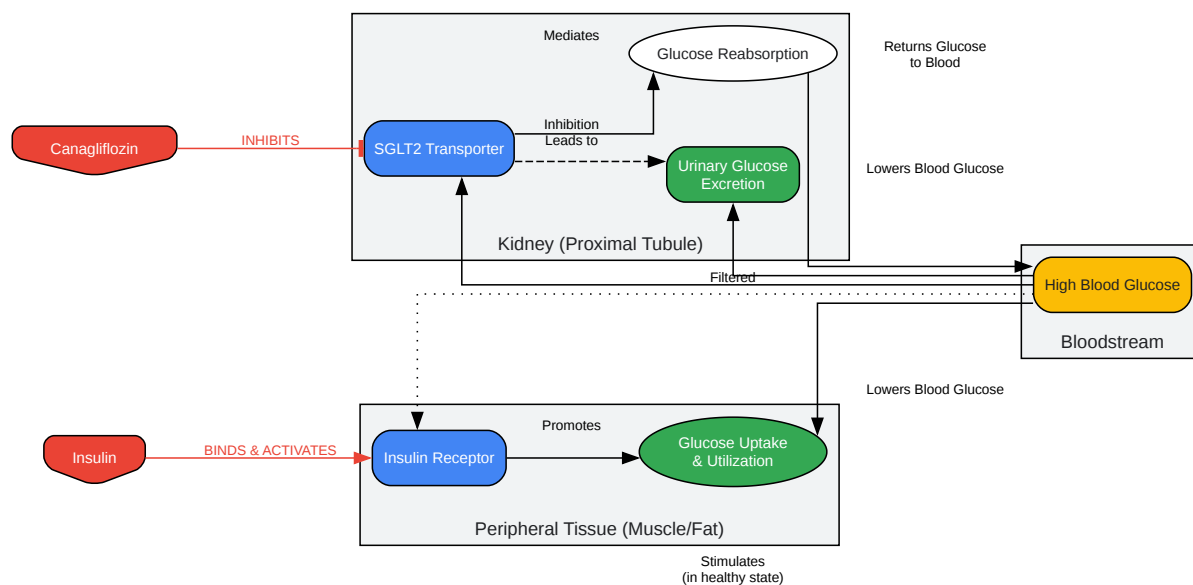 Mediates
Glucose Reabsorption
Returns Glucose
to Blood
Canagliflozin
INHIBITS
SGLT2 Transporter
Inhibition
Leads to
Urinary Glucose
Excretion
Lowers Blood Glucose
Kidney (Proximal Tubule)
Filtered
High Blood Glucose
Bloodstream
Lowers Blood Glucose
Insulin
BINDS & ACTIVATES
Insulin Receptor
Promotes
Glucose Uptake
& Utilization
Peripheral Tissue (Muscle/Fat)
Stimulates
(in healthy state)